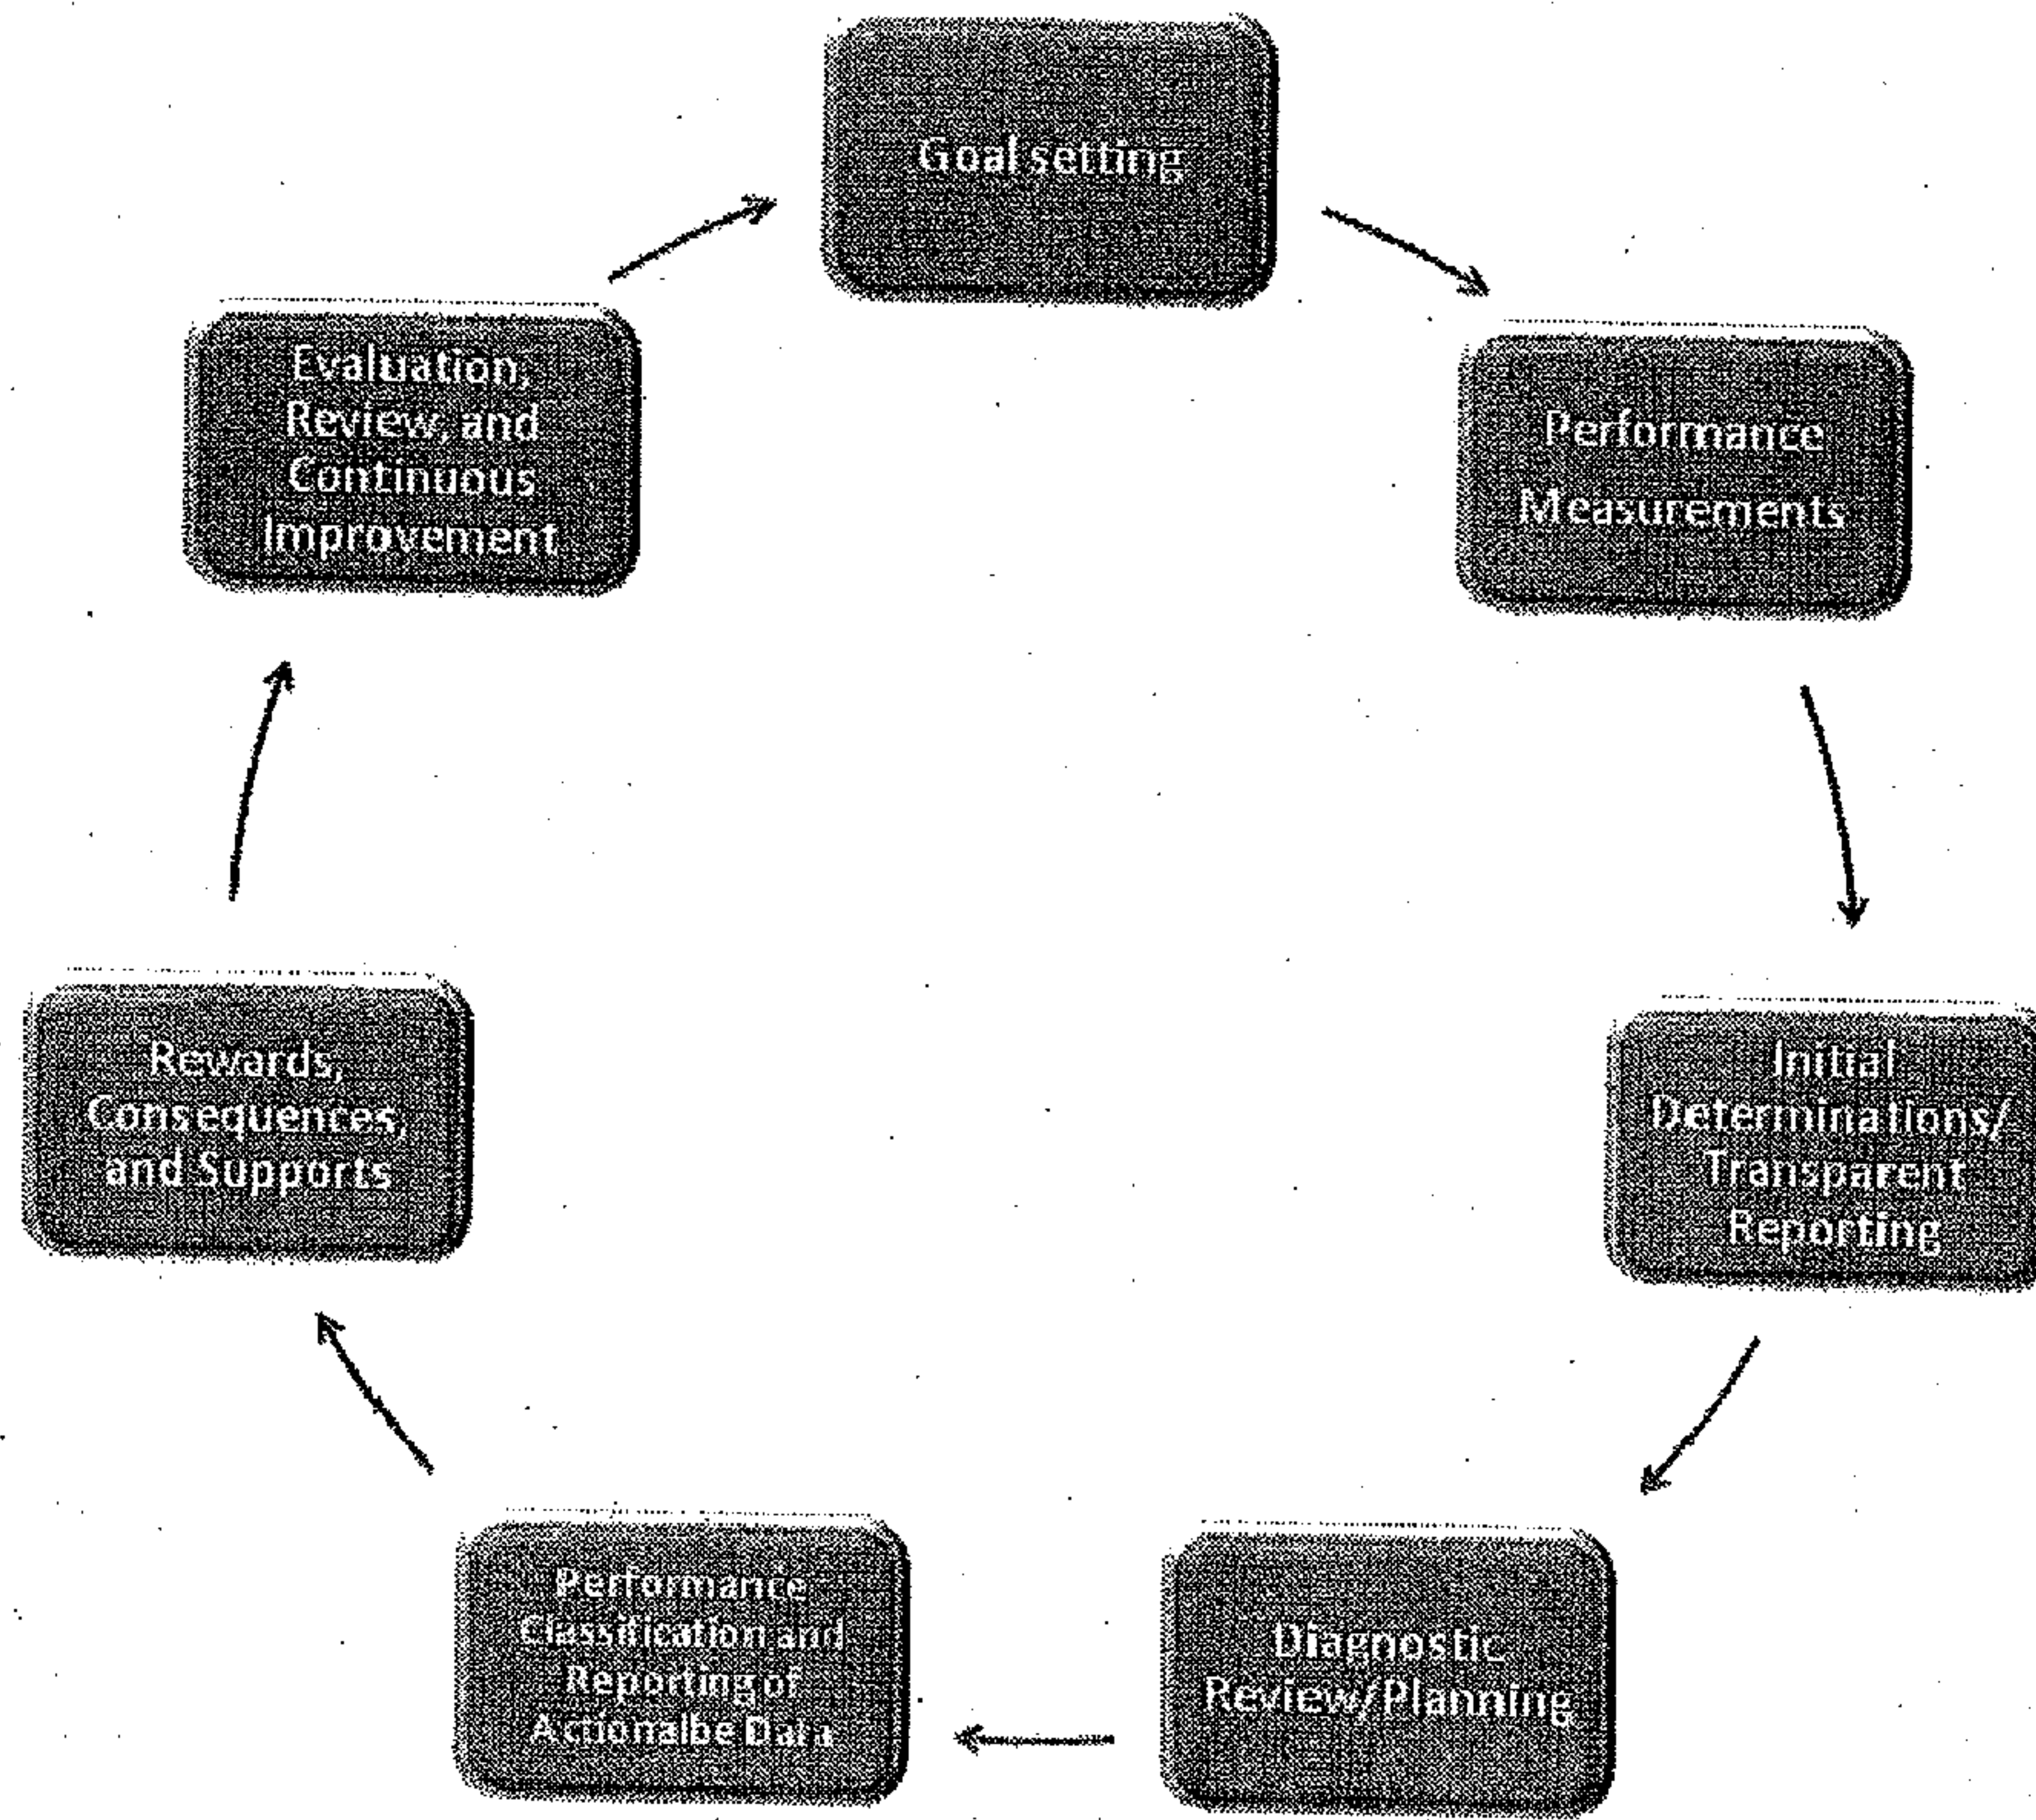 Goal setting
Performance
Measurements
Initial
Determinations/
Transparent
Reporting
Diagnostic
Review/Planning
Performance
Classification and
Reporting of
Actionalbe Data
Rewards,
Consequences,
and Supports
Evaluation,
Review, and
Continuous
Improvement